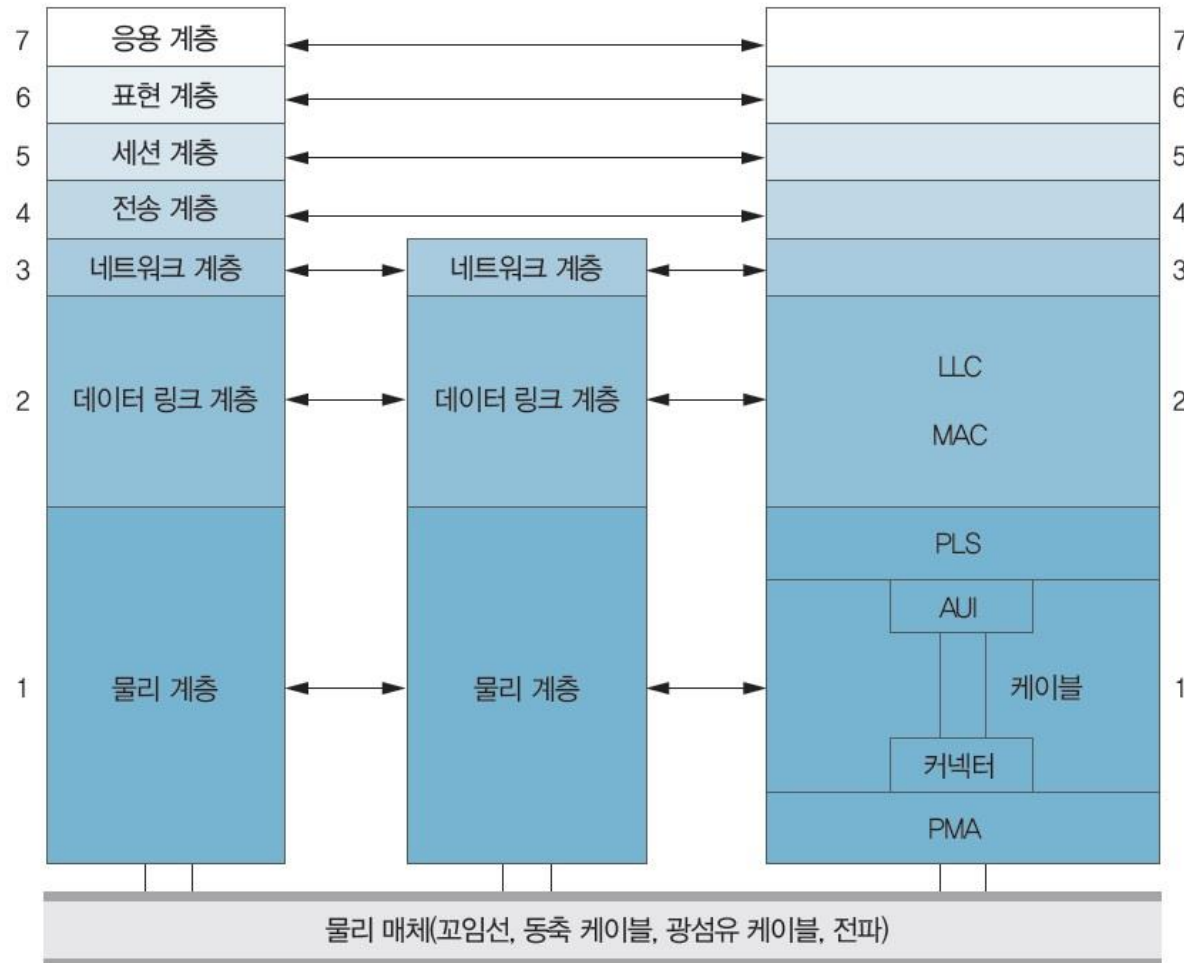 7 응용 계층 7
6 표현 계층 6
5 세션 계층 5
4 전송 계층 4
3 네트워크 계층 네트워크 계층 3
LLC
2 데이터 링크 계층 데이터 링크 계층 2
MAC
PLS
AUI
1 물리 계층 물리 계층 케이블 1
커넥터
PMA
물리 매체(꼬임선, 동축 케이블, 광섬유 케이블, 전파)